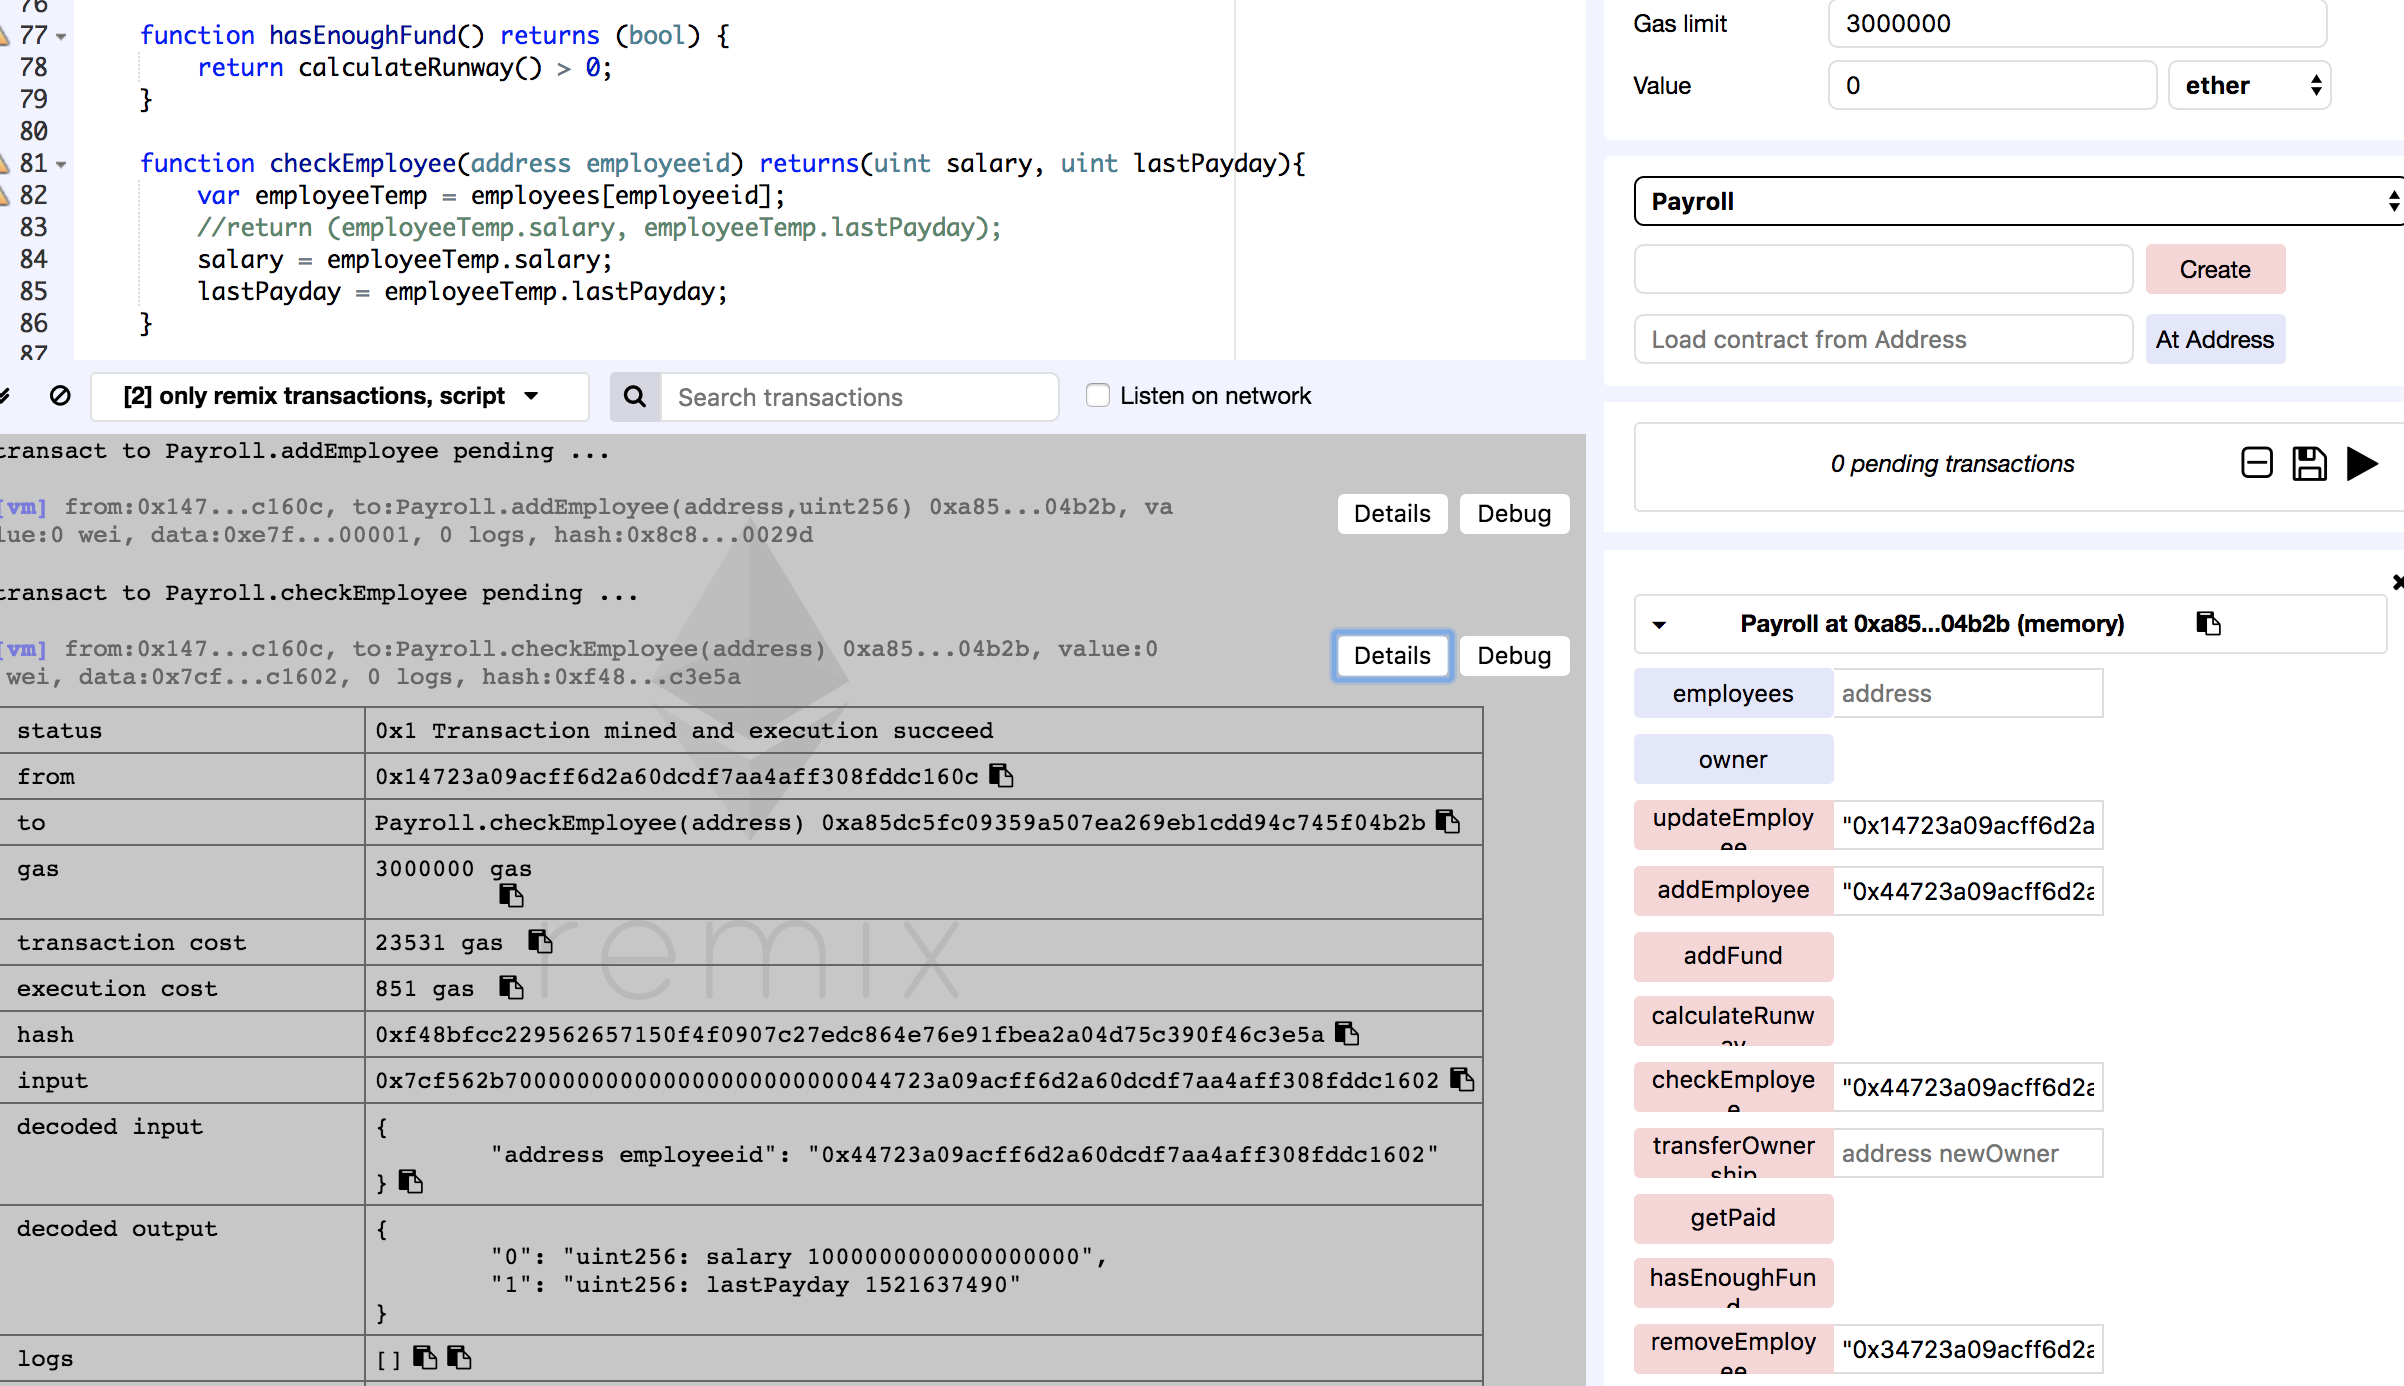 76
77 function hasEnoughFund() returns (bool) {
78 return calculateRunway() > 0;
79 }
80
81 function checkEmployee(address employeeid) returns(uint salary, uint lastPayday){
82 var employeeTemp = employees[employeeid];
83 //return (employeeTemp.salary, employeeTemp.lastPayday);
84 salary = employeeTemp.salary;
85 lastPayday = employeeTemp.lastPayday;
86 }
87
[2] only remix transactions, script
Search transactions
Listen on network
transact to Payroll.addEmployee pending ...
[vm] from:0x147...c160c, to:Payroll.addEmployee(address,uint256) 0xa85...04b2b, va
lue:0 wei, data:0xe7f...00001, 0 logs, hash:0x8c8...0029d
Details Debug
transact to Payroll.checkEmployee pending ...
[vm] from:0x147...c160c, to:Payroll.checkEmployee(address) 0xa85...04b2b, value:0
wei, data:0x7cf...c1602, 0 logs, hash:0xf48...c3e5a
Details Debug
status 0x1 Transaction mined and execution succeed
from 0x14723a09acff6d2a60dcdf7aa4aff308fddc160c
to Payroll.checkEmployee(address) 0xa85dc5fc09359a507ea269eb1cdd94c745f04b2b
gas 3000000 gas
transaction cost 23531 gas
execution cost 851 gas
remix
hash 0xf48bfcc229562657150f4f0907c27edc864e76e91fbea2a04d75c390f46c3e5a
input 0x7cf562b700000000000000000000000044723a09acff6d2a60dcdf7aa4aff308fddc1602
decoded input {
"address employeeid": "0x44723a09acff6d2a60dcdf7aa4aff308fddc1602"
}
decoded output {
"0": "uint256: salary 1000000000000000000",
"1": "uint256: lastPayday 1521637490"
}
logs []
Gas limit 3000000
Value 0 ether
Payroll
Create
Load contract from Address At Address
0 pending transactions
Payroll at 0xa85...04b2b (memory)
employees address
owner
updateEmployee "0x14723a09acff6d2a
addEmployee "0x44723a09acff6d2a
addFund
calculateRunway
checkEmployee "0x44723a09acff6d2a
transferOwnership address newOwner
getPaid
hasEnoughFund
removeEmployee "0x34723a09acff6d2a